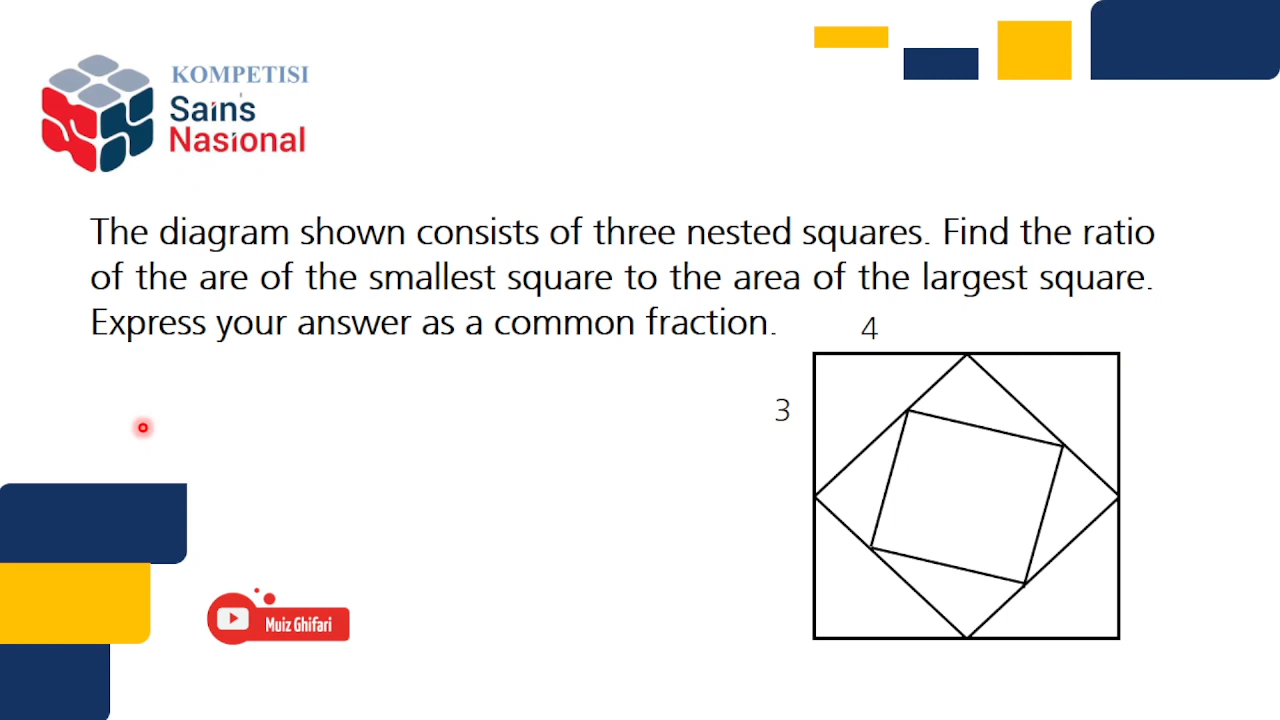 KOMPETISI
Sains
Nasional
The diagram shown consists of three nested squares. Find the ratio
of the are of the smallest square to the area of the largest square.
Express your answer as a common fraction.
4
3
Muiz Ghifari